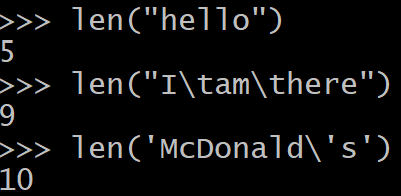 >>> len("hello")
5
>>> len("I\tam\there")
9
>>> len('McDonald\'s')
10